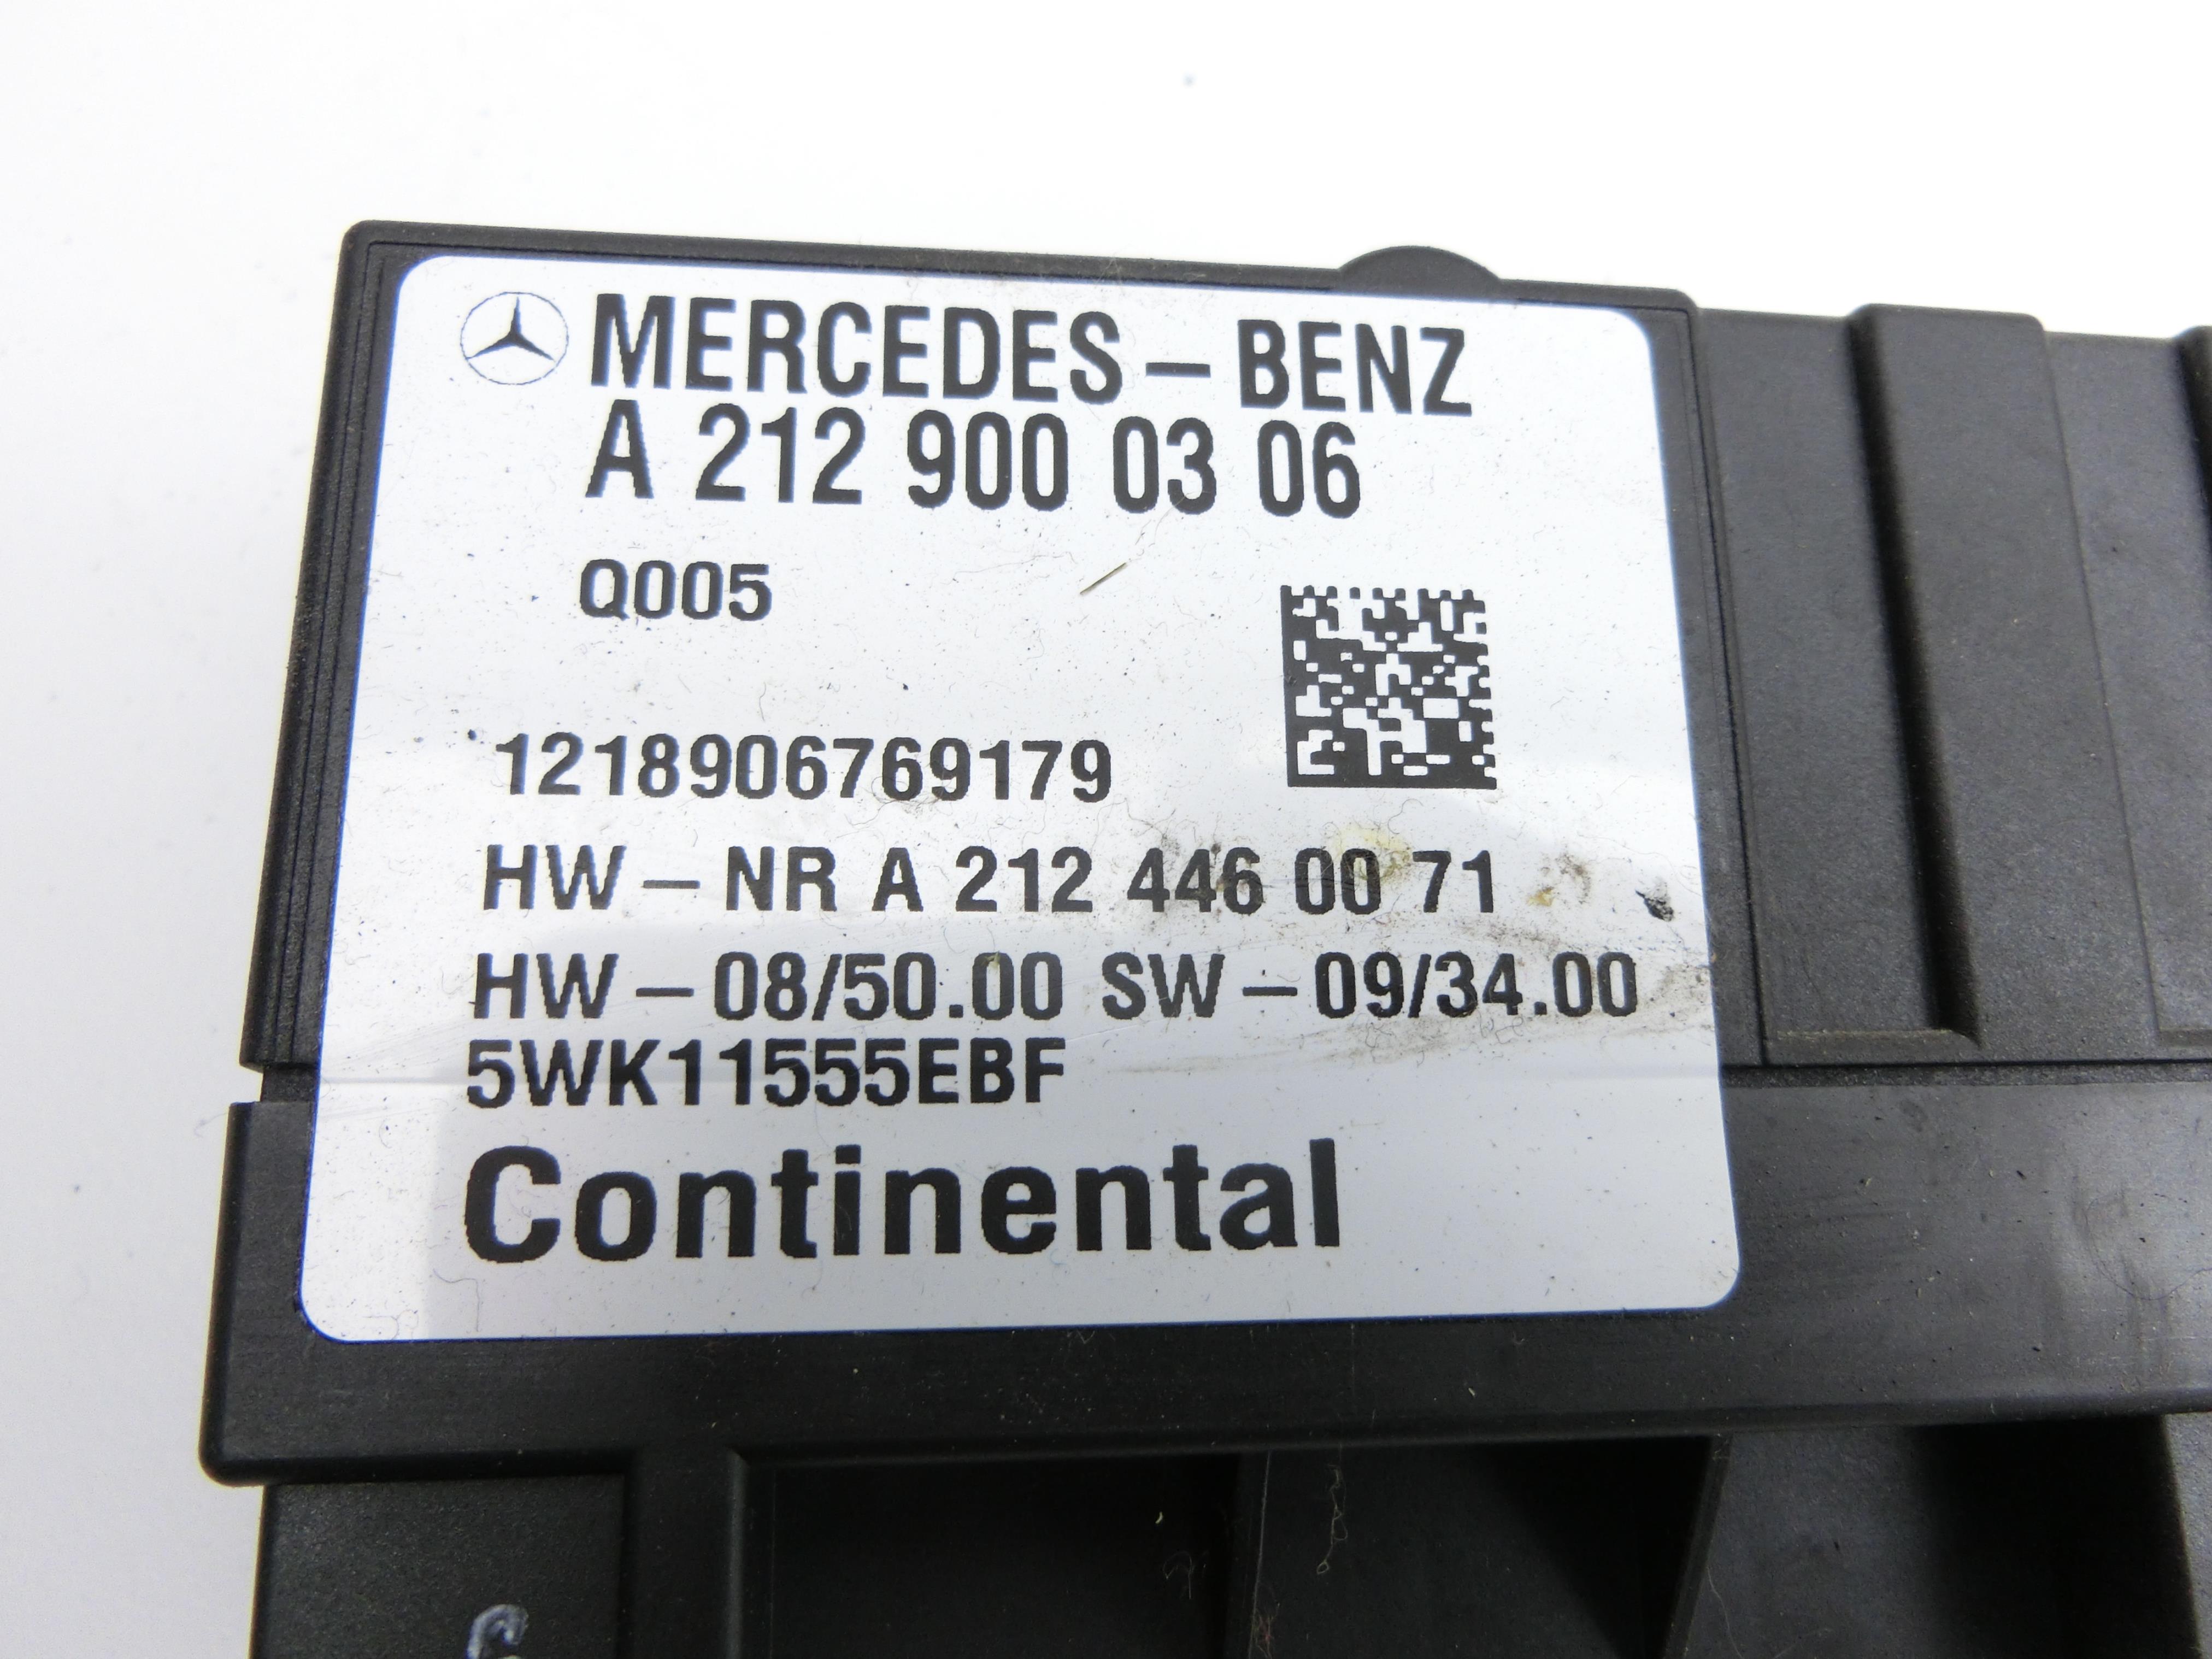 MERCEDES-BENZ
A 212 900 03 06
Q005
1218906769179
HW-NR A 212 446 00 71
HW-08/50.00 SW-09/34.00
5WK11555EBF
Continental